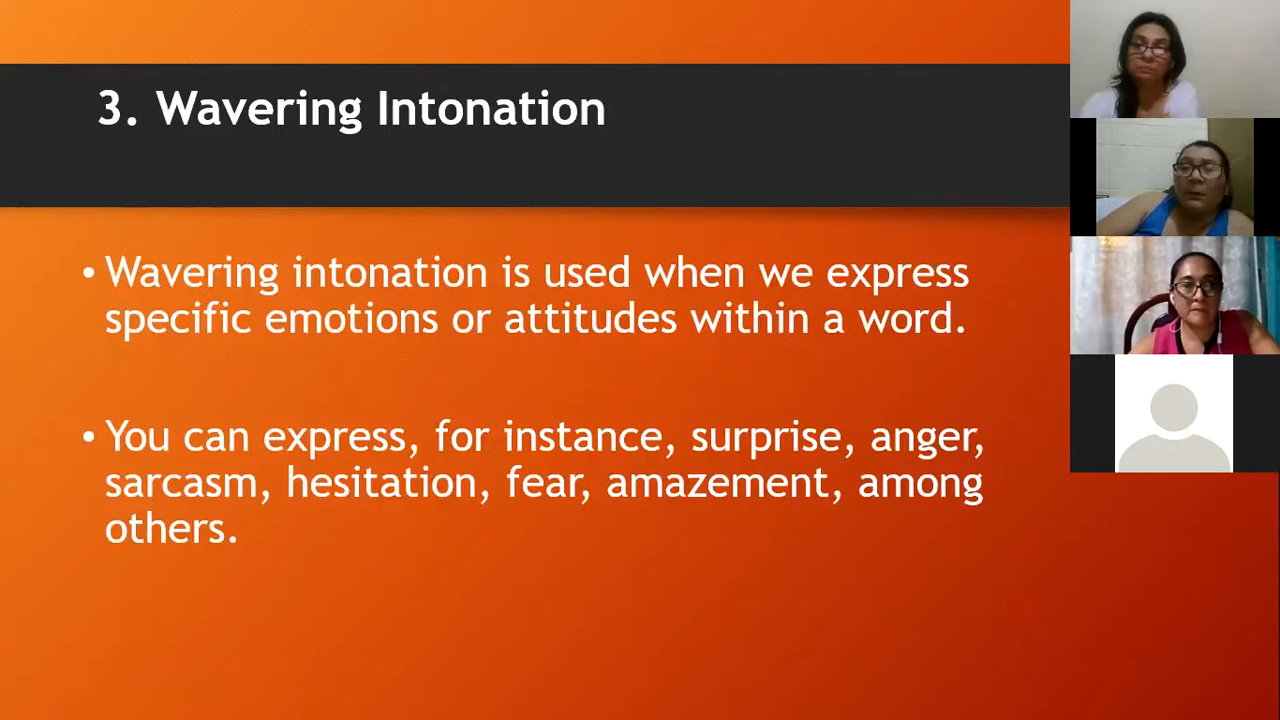 3. Wavering Intonation
• Wavering intonation is used when we express
specific emotions or attitudes within a word.
• You can express, for instance, surprise, anger,
sarcasm, hesitation, fear, amazement, among
others.